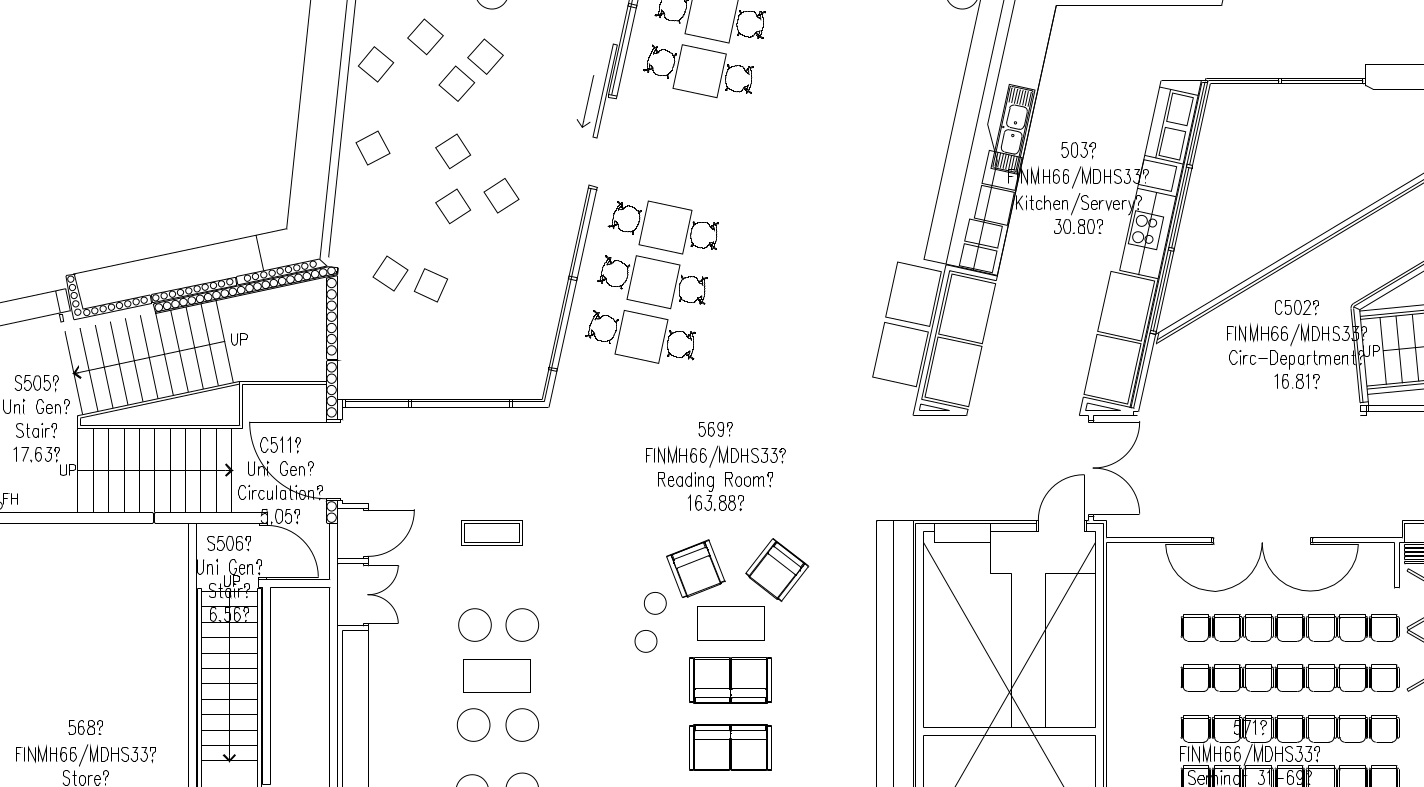 503?
FINMH66/MDHS33?
Kitchen/Servery?
30.80?
C502?
FINMH66/MDHS33?
Circ-Department?
16.81?
UP
UP
S505?
Uni Gen?
Stair?
17.63?
UP
FH
C511?
Uni Gen?
Circulation?
5.05?
569?
FINMH66/MDHS33?
Reading Room?
163.88?
S506?
Uni Gen?
UP
Stair?
6.56?
568?
FINMH66/MDHS33?
Store?
571?
FINMH66/MDHS33?
Seminar 31-69?